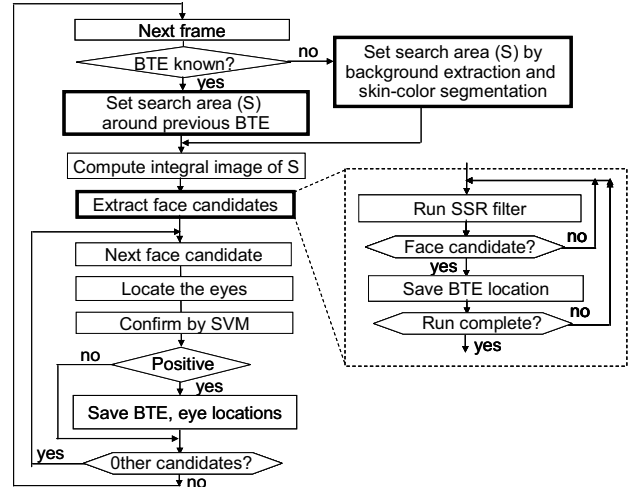 Next frame
BTE known?
no
yes
Set search area (S) by
background extraction and
skin-color segmentation
Set search area (S)
around previous BTE
Compute integral image of S
Extract face candidates
Run SSR filter
Face candidate?
no
yes
Save BTE location
Run complete?
no
yes
Next face candidate
Locate the eyes
Confirm by SVM
Positive
no
yes
Save BTE, eye locations
0ther candidates?
yes
no